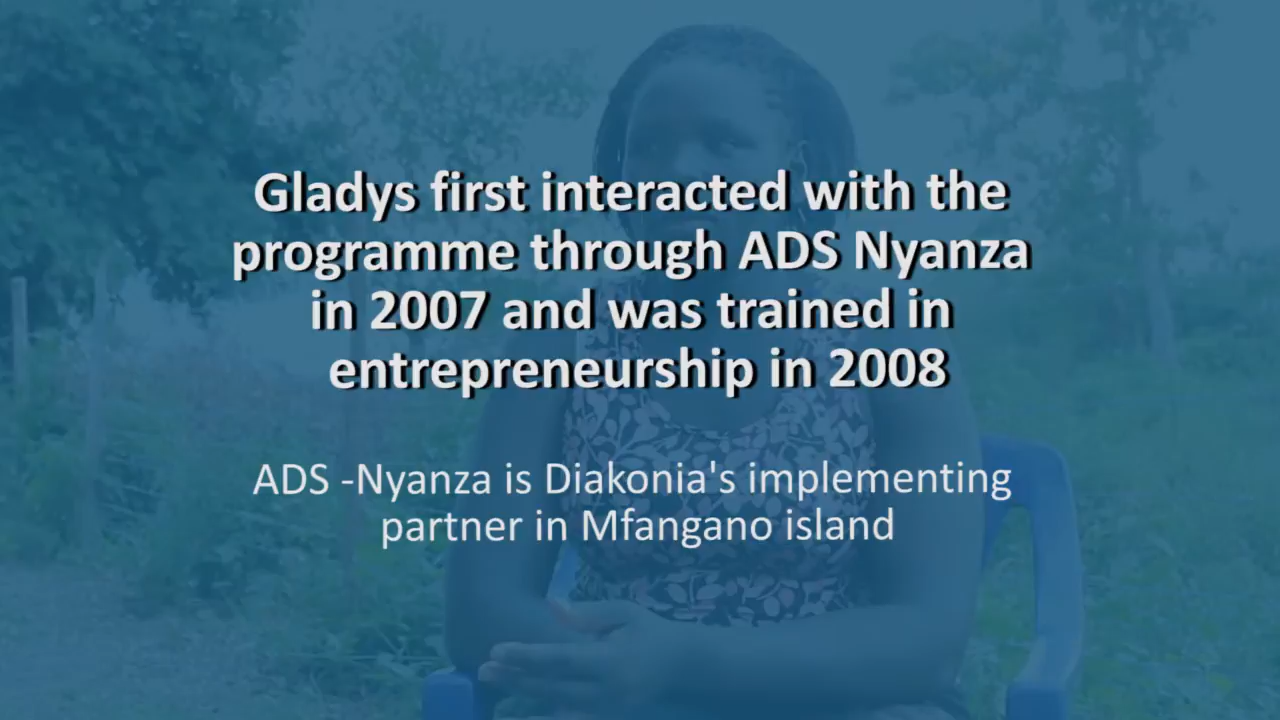 Gladys first interacted with the
programme through ADS Nyanza
in 2007 and was trained in
entrepreneurship in 2008
ADS -Nyanza is Diakonia's implementing
partner in Mfangano island